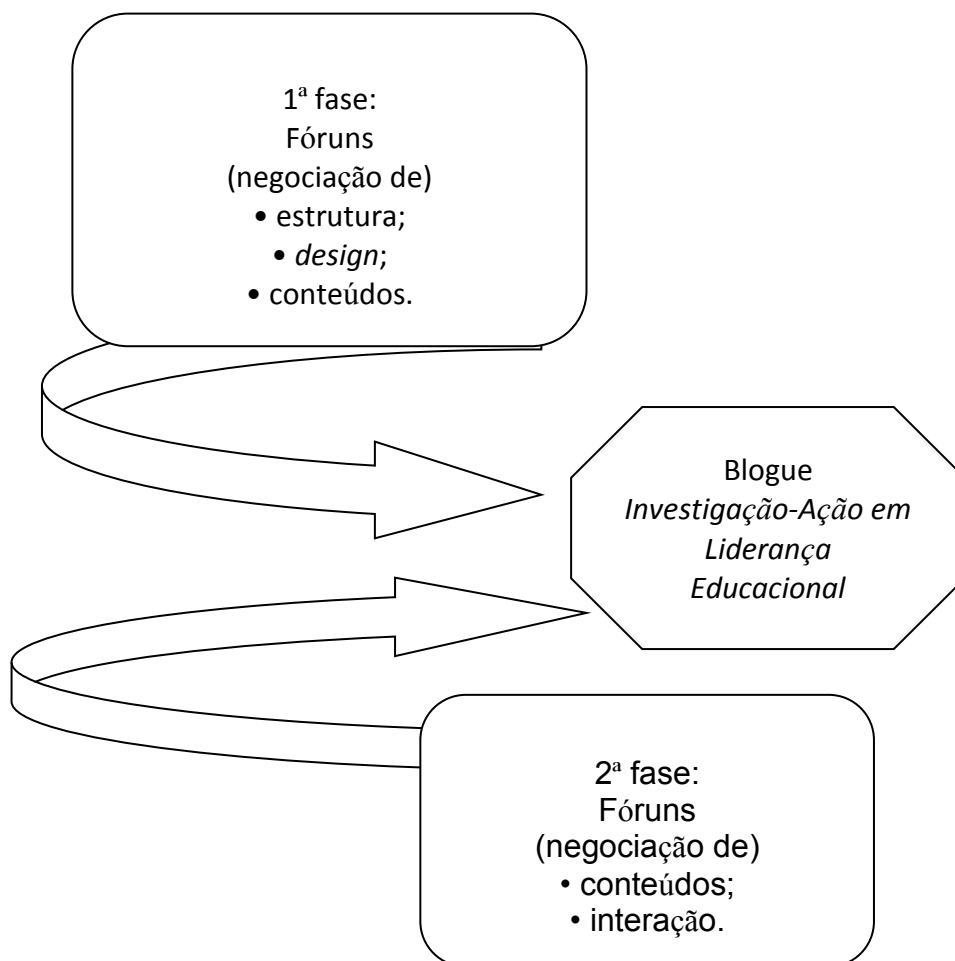 1ª fase:
Fóruns
(negociação de)
• estrutura;
• design;
• conteúdos.
Blogue
Investigação-Ação em
Liderança
Educacional
2ª fase:
Fóruns
(negociação de)
• conteúdos;
• interação.